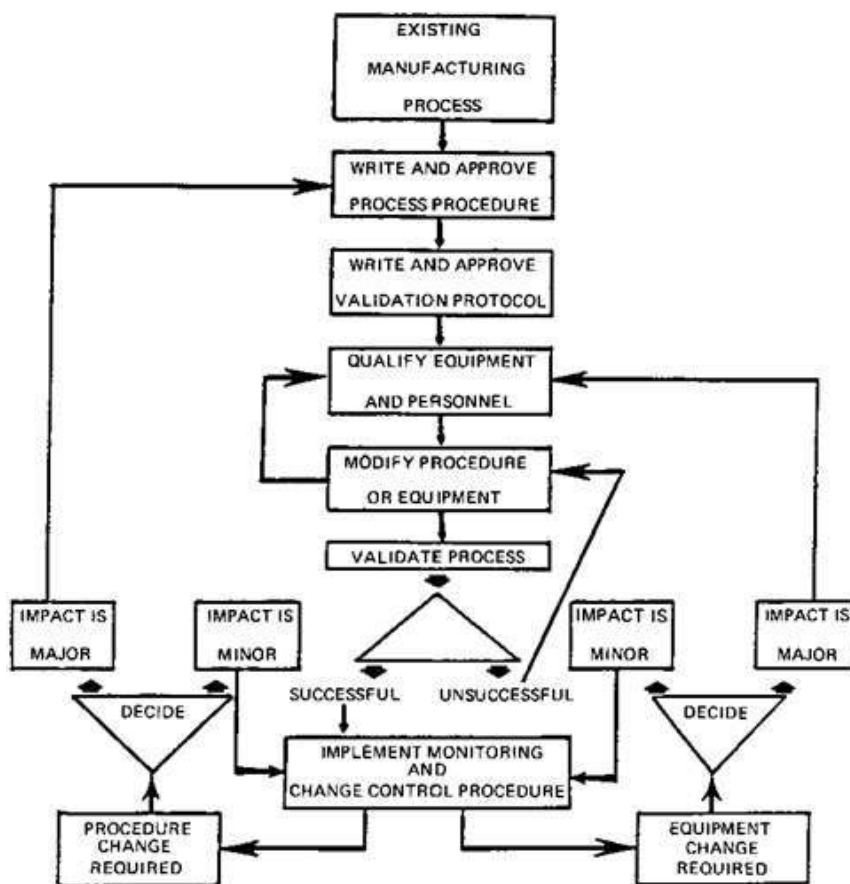 EXISTING
MANUFACTURING
PROCESS
WRITE AND APPROVE
PROCESS PROCEDURE
WRITE AND APPROVE
VALIDATION PROTOCOL
QUALIFY EQUIPMENT
AND PERSONNEL
MODIFY PROCEDURE
OR EQUIPMENT
VALIDATE PROCESS
IMPACT IS
MAJOR
IMPACT IS
MINOR
IMPACT IS
MINOR
IMPACT IS
MAJOR
DECIDE
SUCCESSFUL
UNSUCCESSFUL
DECIDE
IMPLEMENT MONITORING
AND
CHANGE CONTROL PROCEDURE
PROCEDURE
CHANGE
REQUIRED
EQUIPMENT
CHANGE
REQUIRED